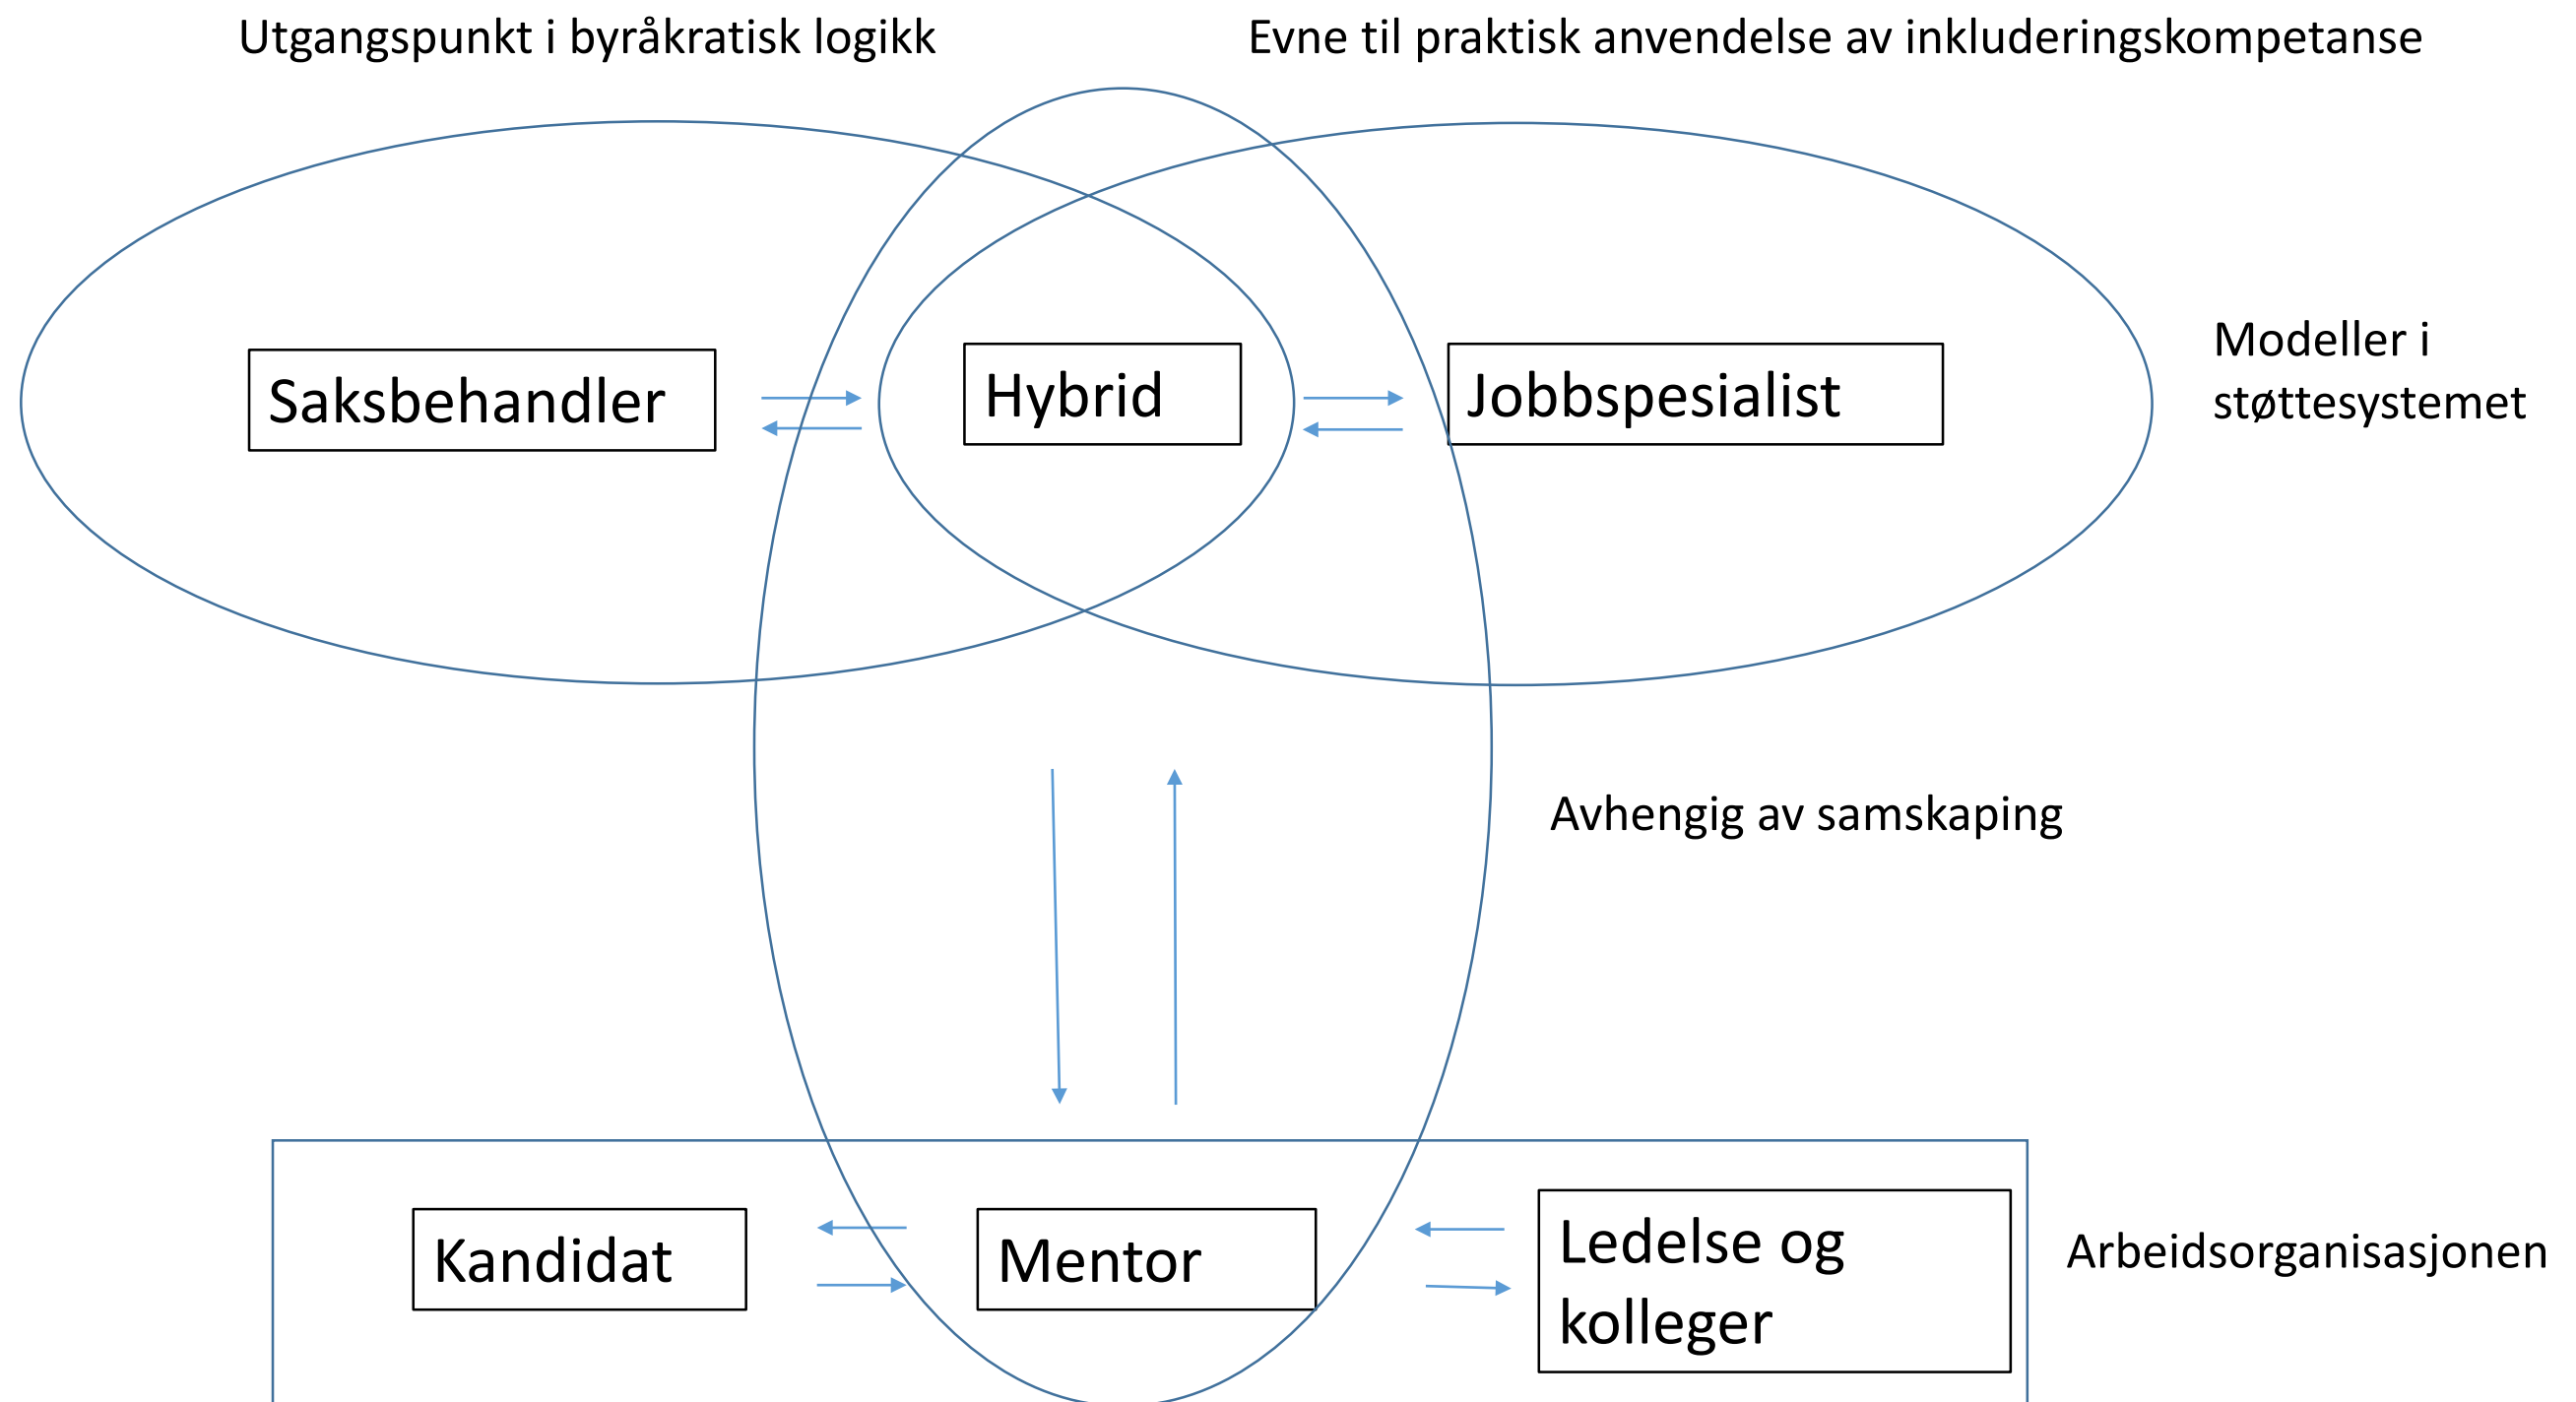 Utgangspunkt i byråkratisk logikk
Evne til praktisk anvendelse av inkluderingskompetanse
Saksbehandler
Hybrid
Jobbspesialist
Modeller i
støttesystemet
Avhengig av samskaping
Kandidat
Mentor
Ledelse og
kolleger
Arbeidsorganisasjonen